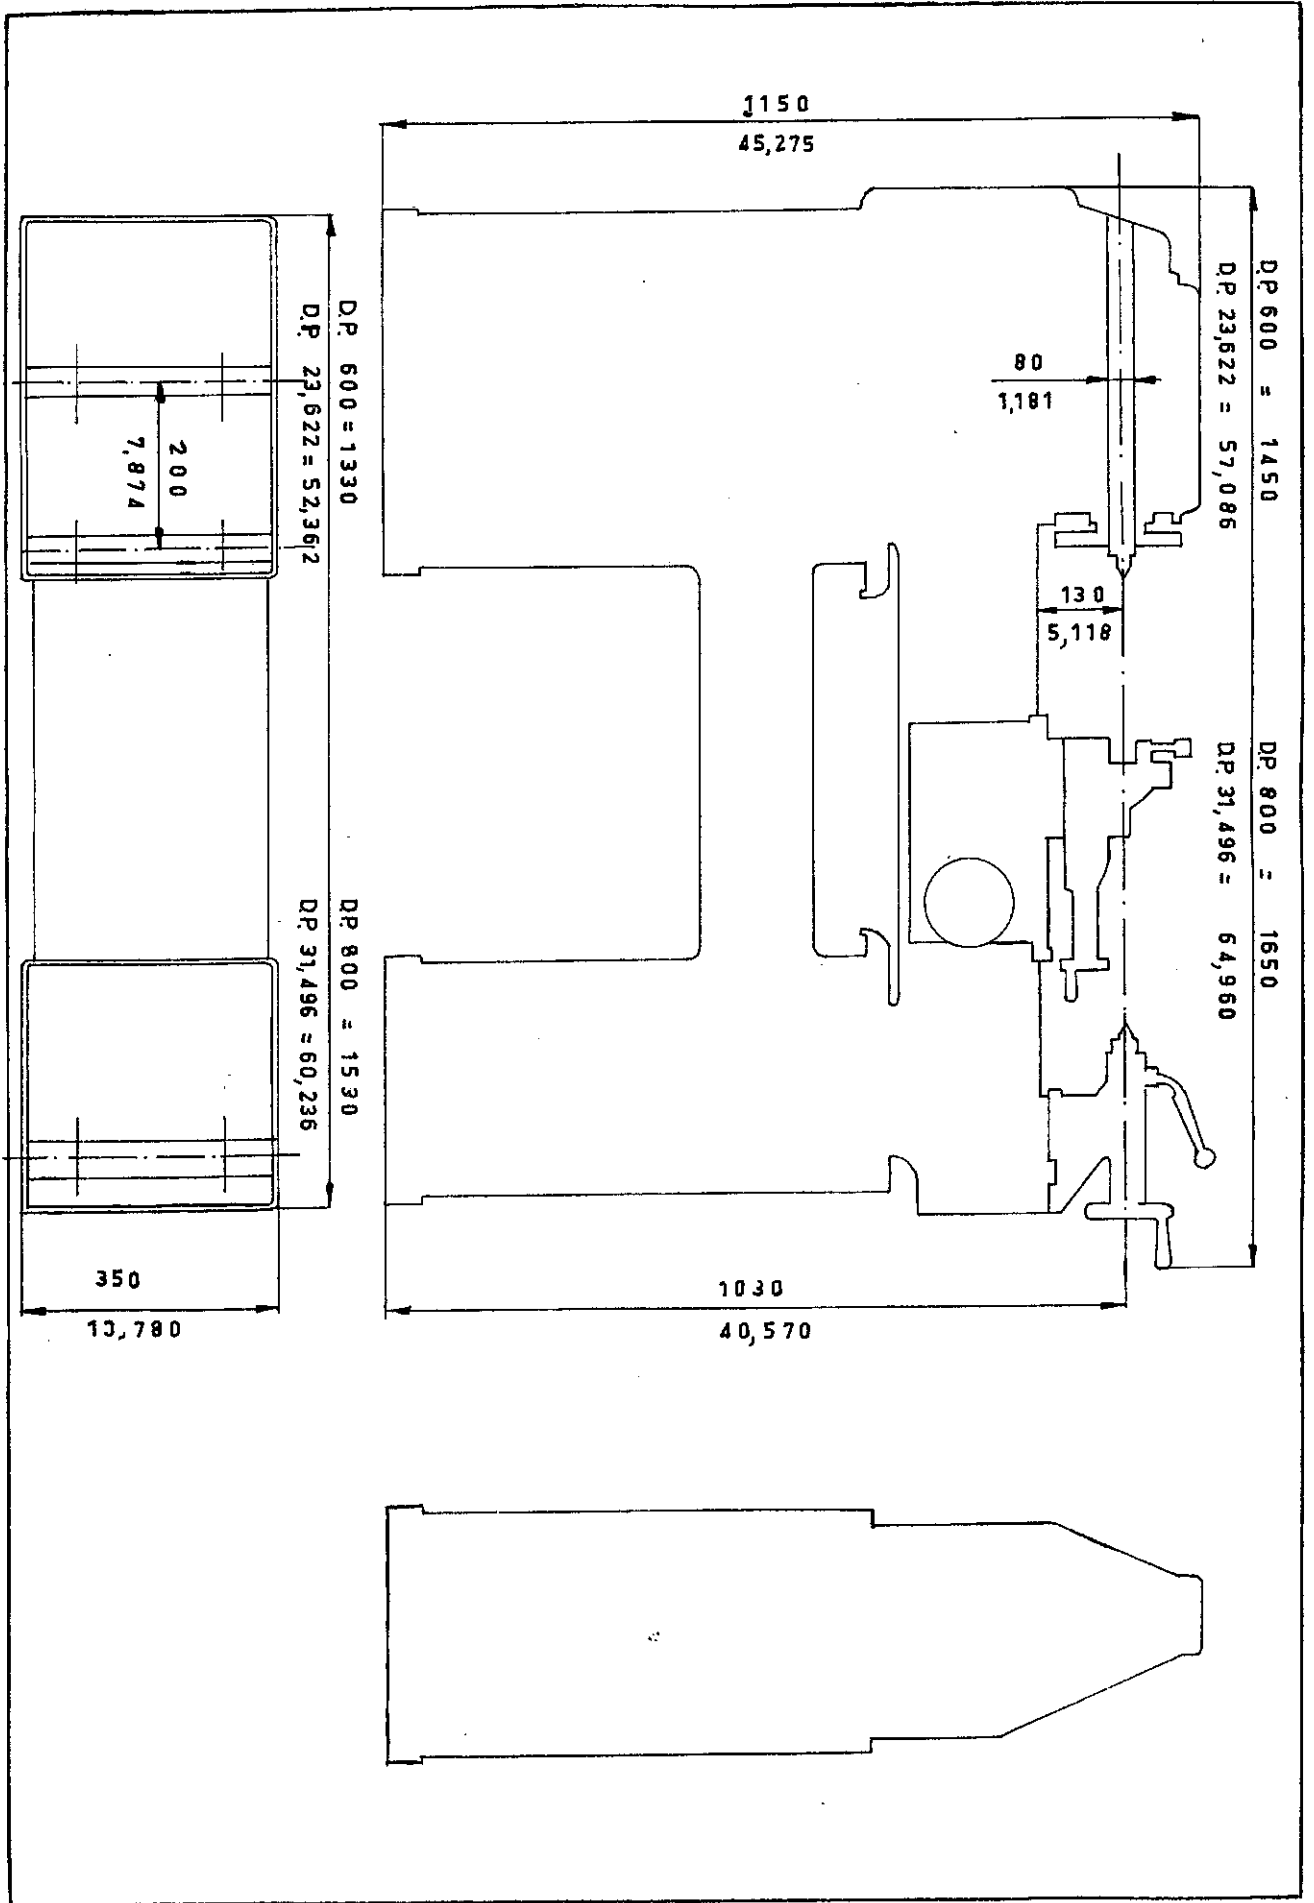 D.P. 600 = 1450
D.P. 23,622 = 57,086
D.P. 800 = 1650
D.P. 31,496 = 64,960
1150
45,275
80
1,181
130
5,118
1030
40,570
D.P. 600 = 1330
D.P. 23,622 = 52,362
D.P. 800 = 1530
D.P. 31,496 = 60,236
200
7,874
350
13,780